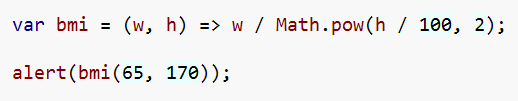 var bmi = (w, h) => w / Math.pow(h / 100, 2);
alert(bmi(65, 170));